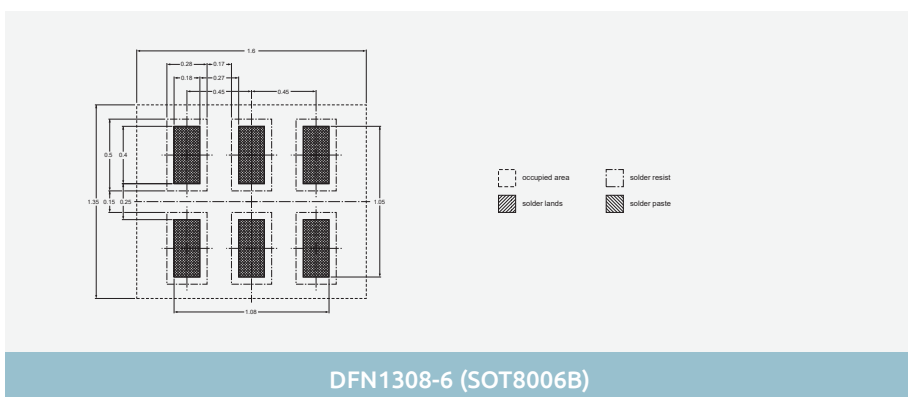 1.6
0.28 0.17
0.18 0.27
0.45 0.45
0.5 0.4
1.35 0.15 0.25 1.05
1.08
occupied area solder resist
solder lands solder paste
DFN1308-6 (SOT8006B)